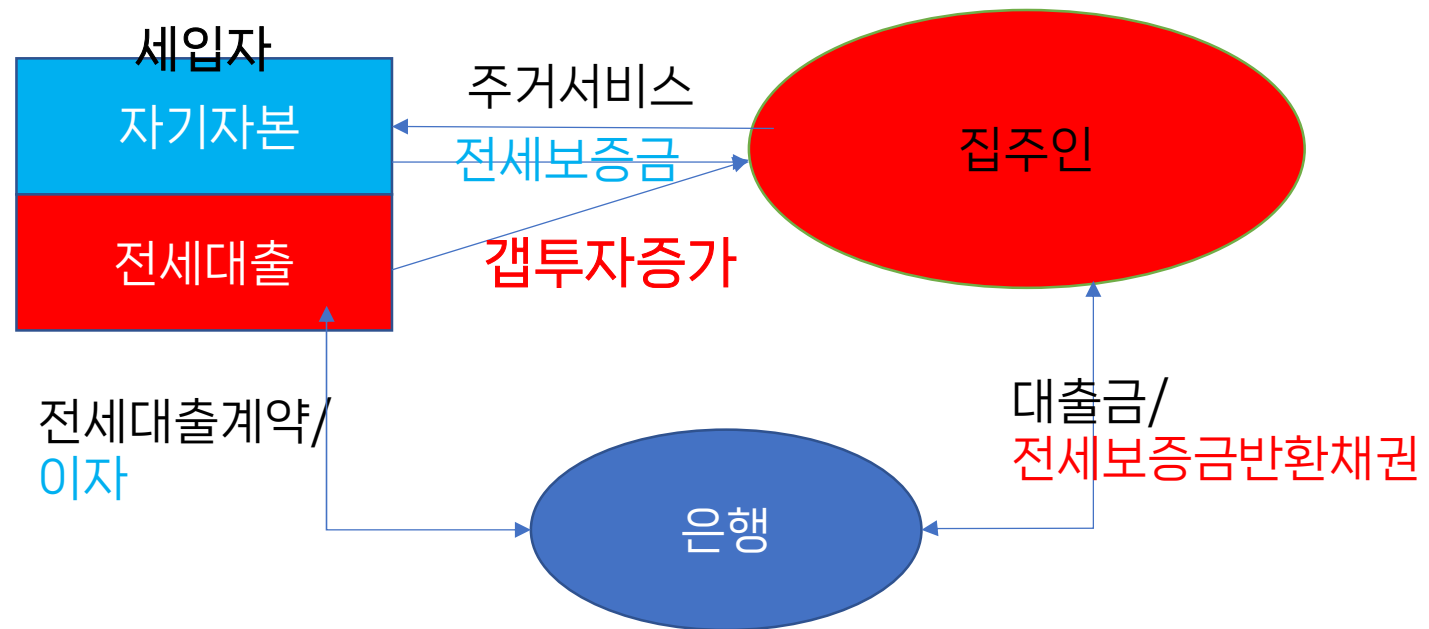 세입자
자기자본
주거서비스
전세보증금
집주인
전세대출
갭투자증가
전세대출계약/
이자
대출금/
전세보증금반환채권
은행